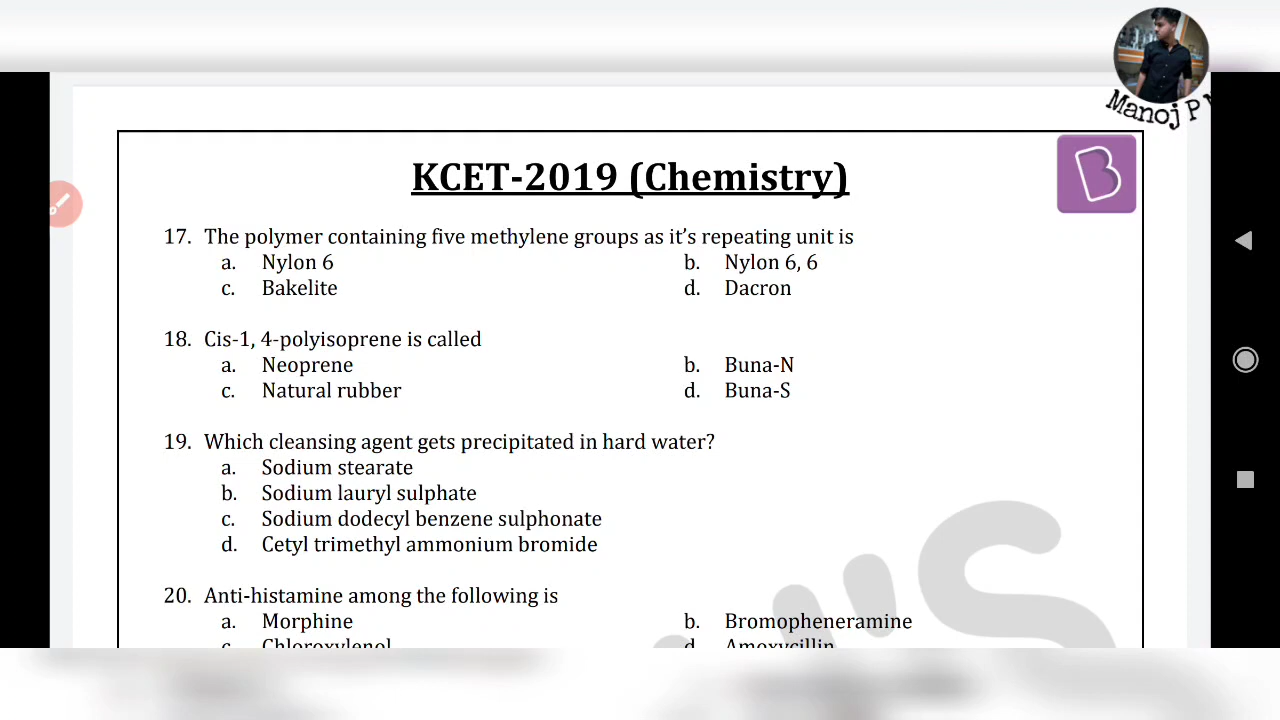 Manoj P
KCET-2019 (Chemistry)
B
17. The polymer containing five methylene groups as it’s repeating unit is
a. Nylon 6 b. Nylon 6, 6
c. Bakelite d. Dacron
18. Cis-1, 4-polyisoprene is called
a. Neoprene b. Buna-N
c. Natural rubber d. Buna-S
19. Which cleansing agent gets precipitated in hard water?
a. Sodium stearate
b. Sodium lauryl sulphate
c. Sodium dodecyl benzene sulphonate
d. Cetyl trimethyl ammonium bromide
20. Anti-histamine among the following is
a. Morphine b. Bromopheneramine
c. Chloroxylenol d. Amoxycillin